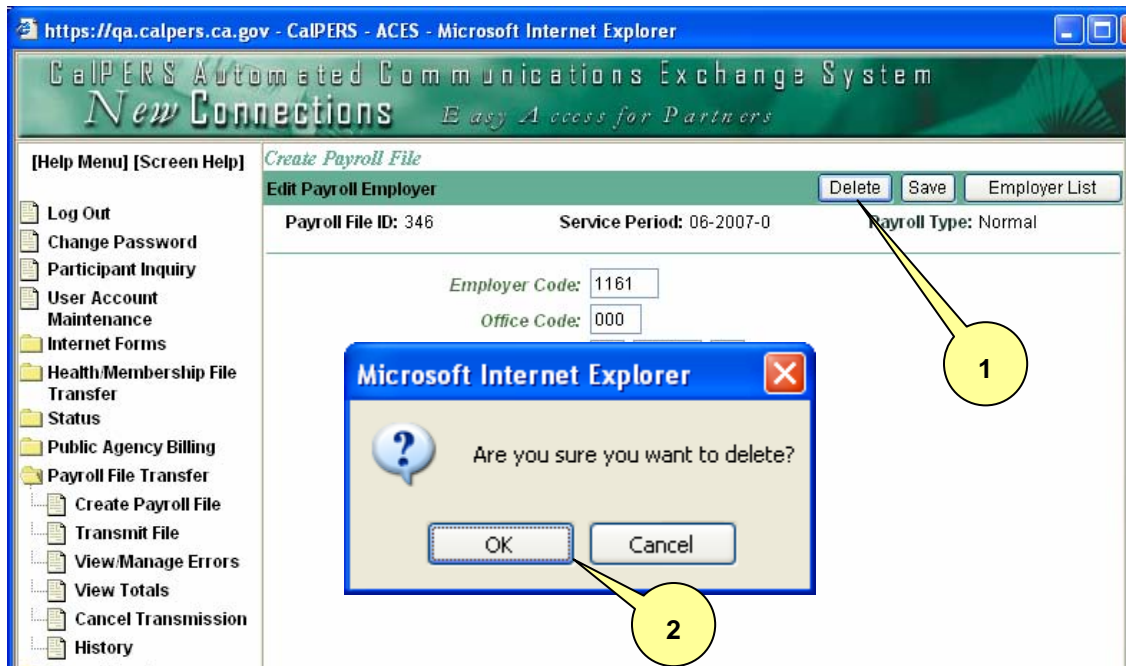 https://qa.calpers.ca.gov - CalPERS - ACES - Microsoft Internet Explorer
CalPERS Automated Communications Exchange System
New Connections Easy Access for Partners
[Help Menu] [Screen Help]
Log Out
Change Password
Participant Inquiry
User Account
Maintenance
Internet Forms
Health/Membership File
Transfer
Status
Public Agency Billing
Payroll File Transfer
Create Payroll File
Transmit File
View/Manage Errors
View Totals
Cancel Transmission
History
Create Payroll File
Edit Payroll Employer
Delete Save Employer List
Payroll File ID: 346 Service Period: 06-2007-0 Payroll Type: Normal
Employer Code: 1161
Office Code: 000
1
Microsoft Internet Explorer
Are you sure you want to delete?
OK Cancel
2